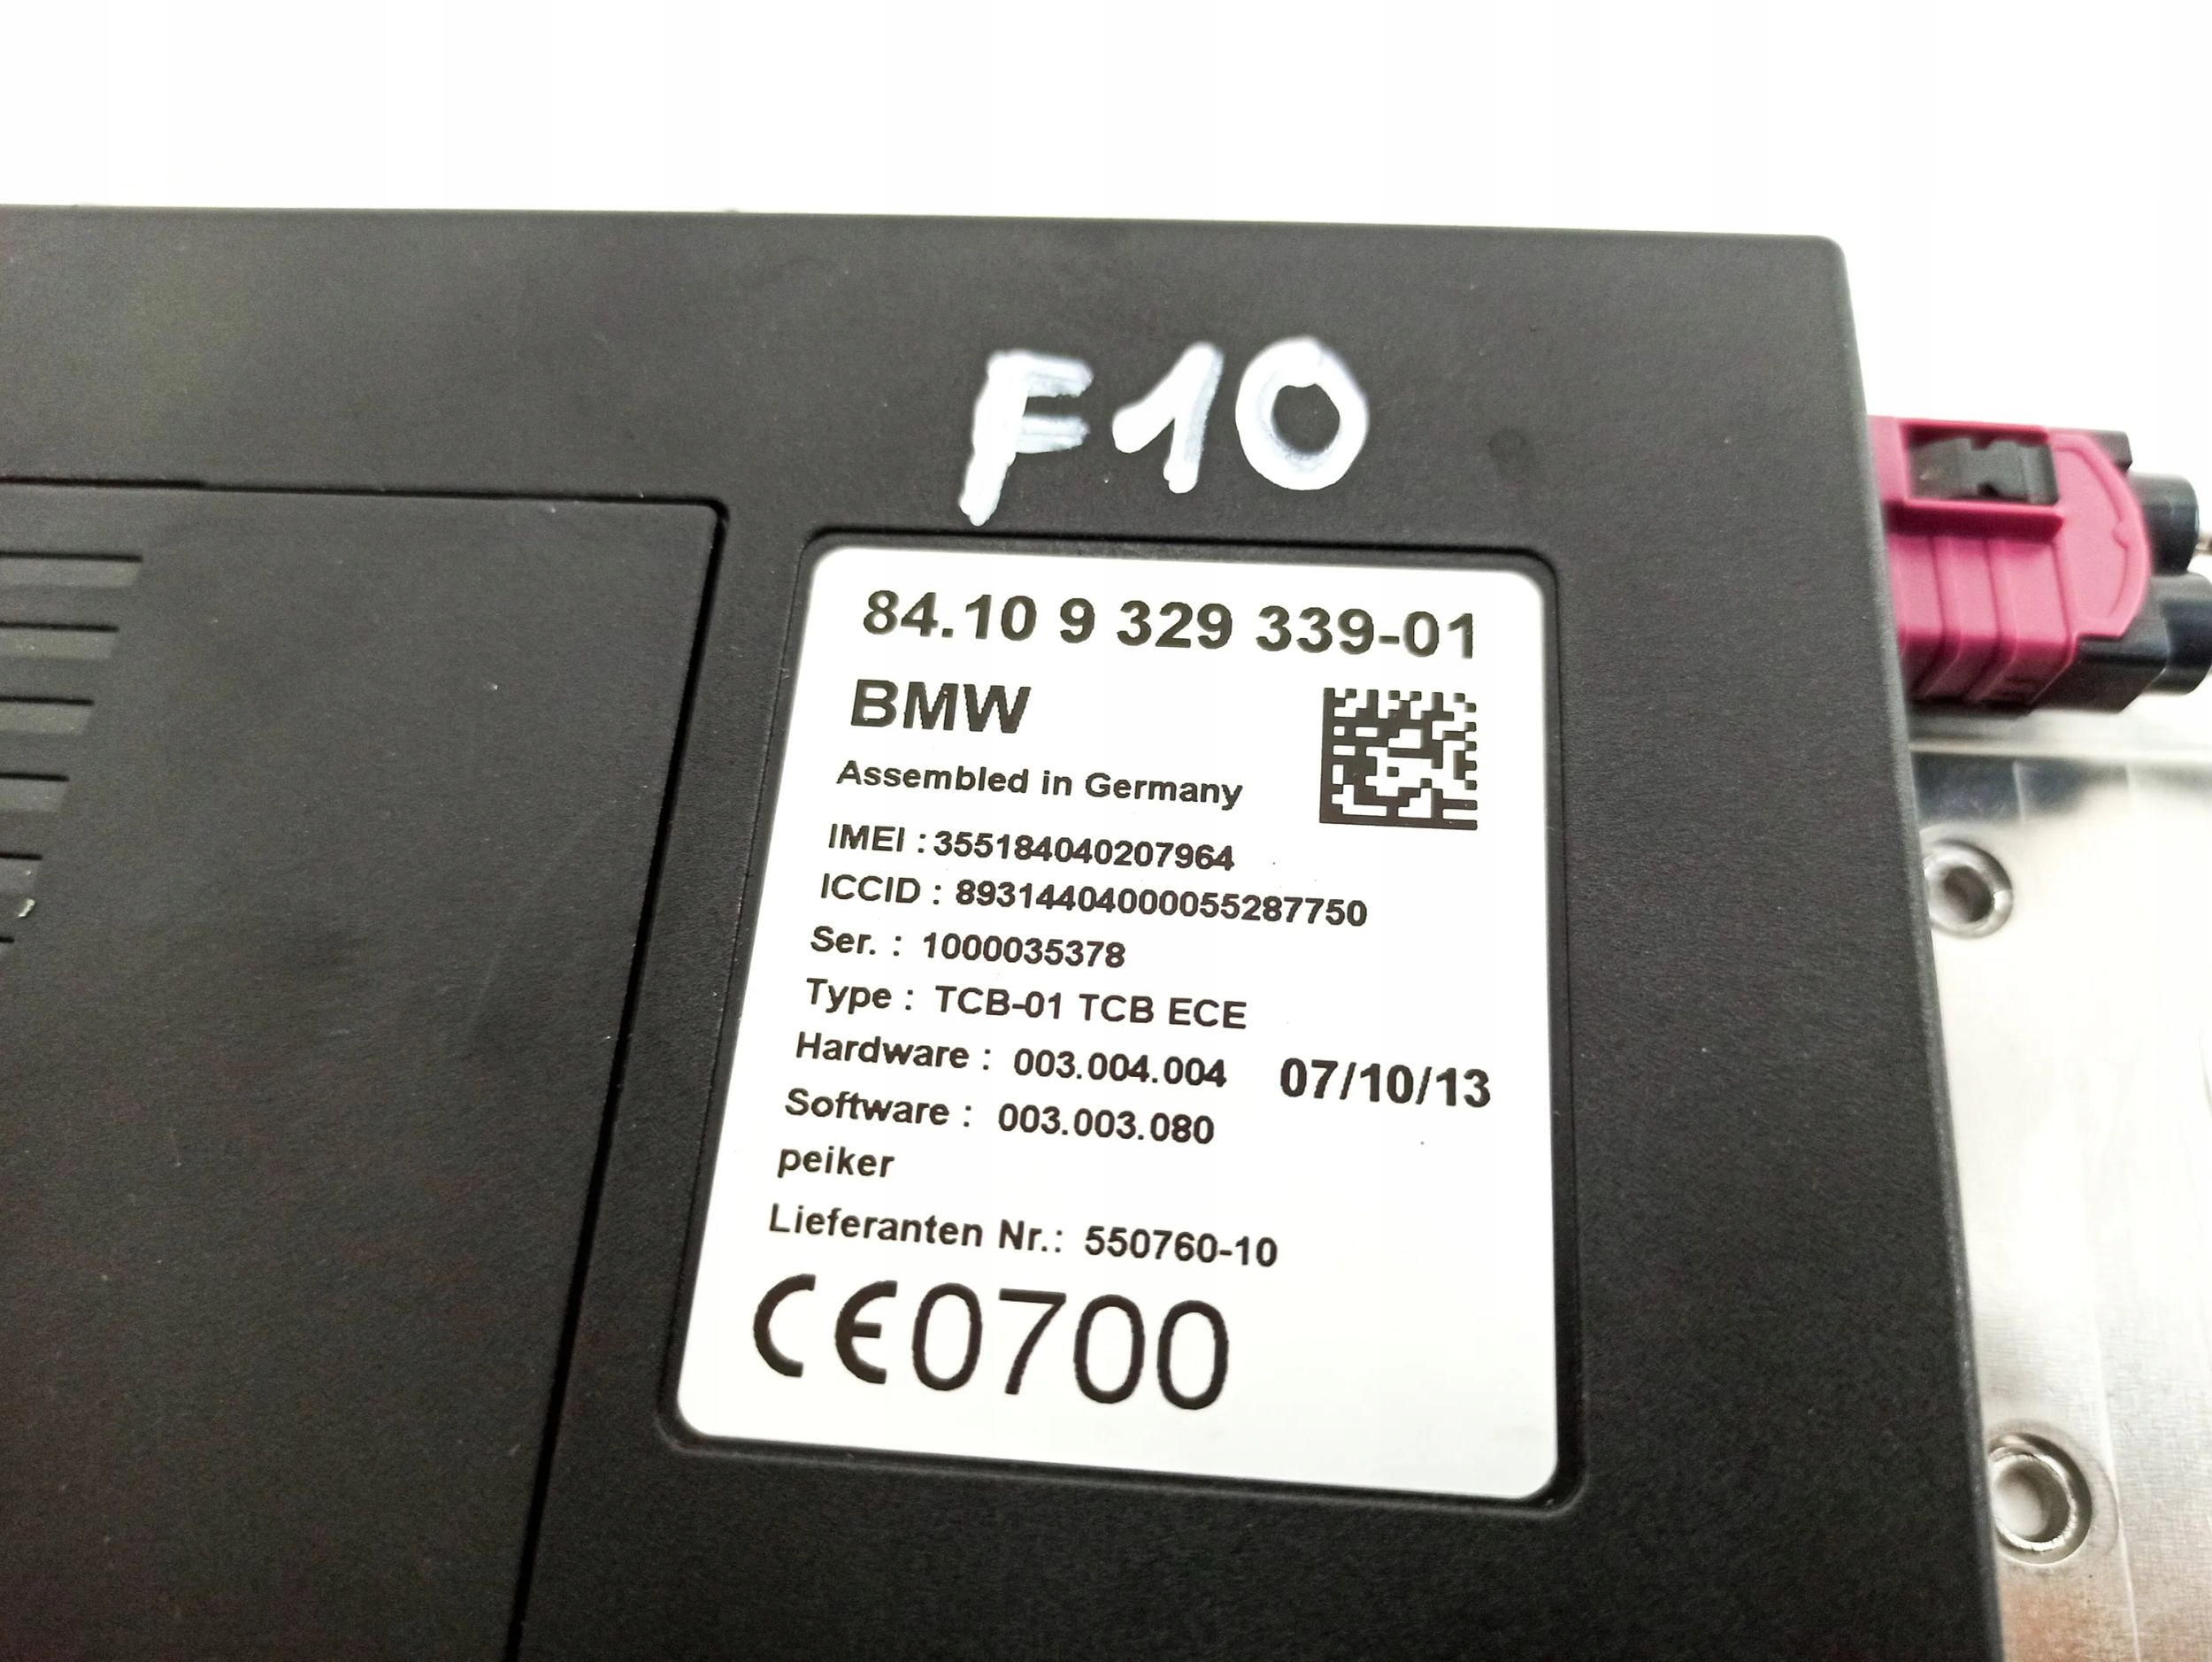 F10
84.10 9 329 339-01
BMW
Assembled in Germany
IMEI : 355184040207964
ICCID : 89314404000055287750
Ser. : 1000035378
Type : TCB-01 TCB ECE
Hardware : 003.004.004 07/10/13
Software : 003.003.080
peiker
Lieferanten Nr.: 550760-10
CE0700